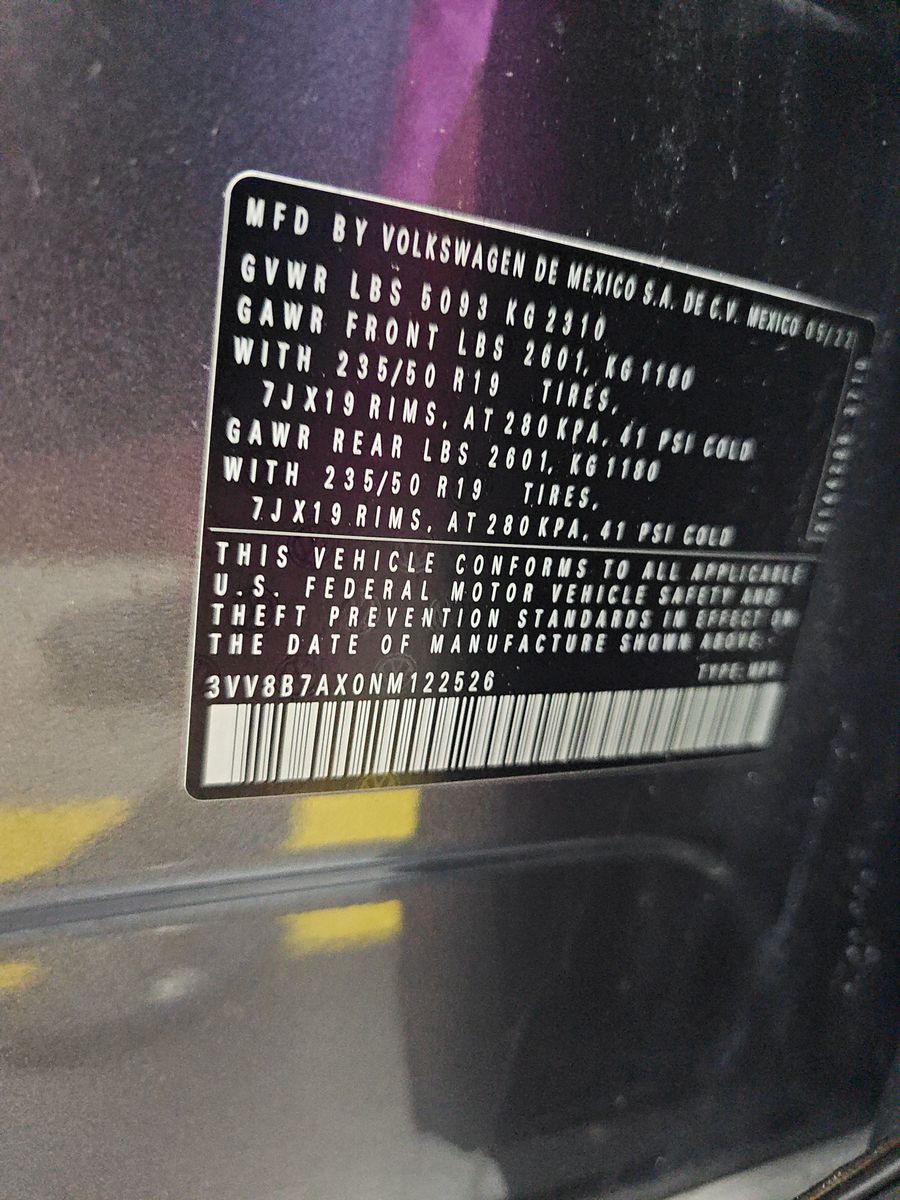 MFD BY VOLKSWAGEN DE MEXICO S.A. DE C.V. MEXICO
GVWR LBS 5093 KG 2310
GAWR FRONT LBS 2601, KG 1180
WITH 235/50 R19 TIRES,
7JX19 RIMS, AT 280 KPA, 41 PSI COLD
GAWR REAR LBS 2601, KG 1180
WITH 235/50 R19 TIRES,
7JX19 RIMS, AT 280 KPA, 41 PSI COLD
THIS VEHICLE CONFORMS TO ALL APPLICABLE
U.S. FEDERAL MOTOR VEHICLE SAFETY AND
THEFT PREVENTION STANDARDS IN EFFECT ON
THE DATE OF MANUFACTURE SHOWN ABOVE.
TYPE: MPV
3VV8B7AX0NM122526